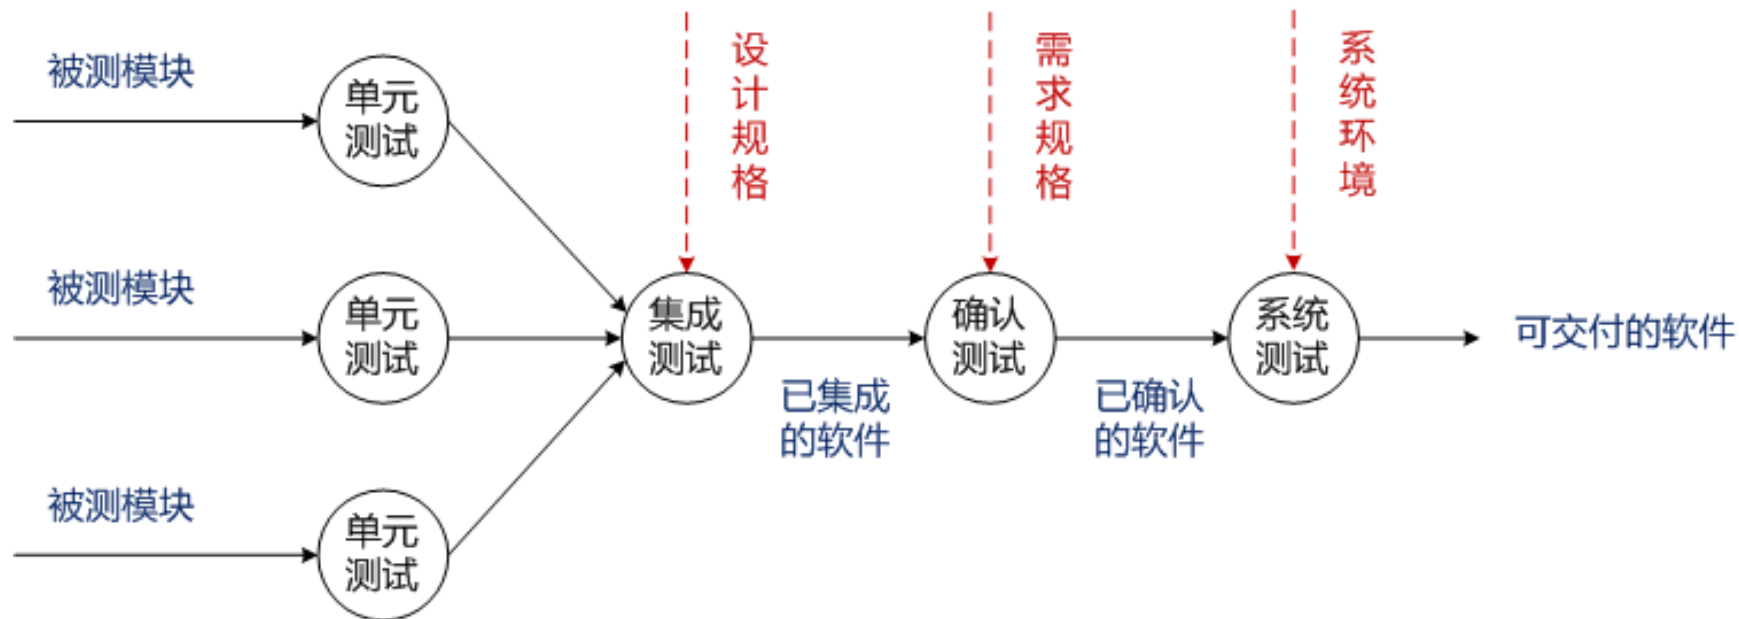 被测模块
单元
测试
被测模块
单元
测试
被测模块
单元
测试
设计规格
集成
测试
已集成
的软件
需求规格
确认
测试
已确认
的软件
系统环境
系统
测试
可交付的软件